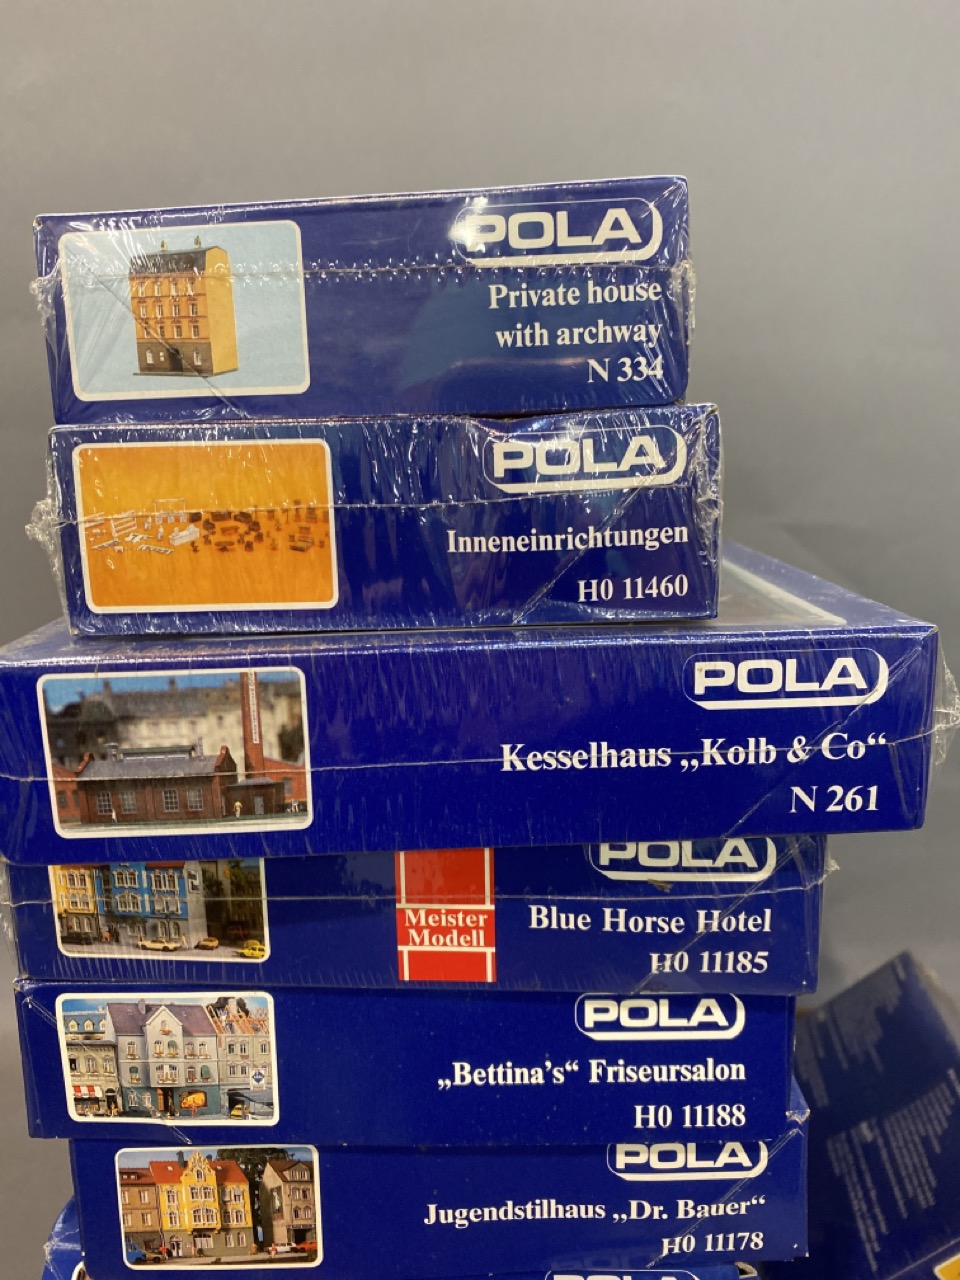 POLA
Private house
with archway
N 334
POLA
Inneneinrichtungen
H0 11460
POLA
Kesselhaus „Kolb & Co“
N 261
POLA
Meister
Modell
Blue Horse Hotel
H0 11185
POLA
„Bettina's“ Friseursalon
H0 11188
POLA
Jugendstilhaus „Dr. Bauer“
H0 11178
POLA